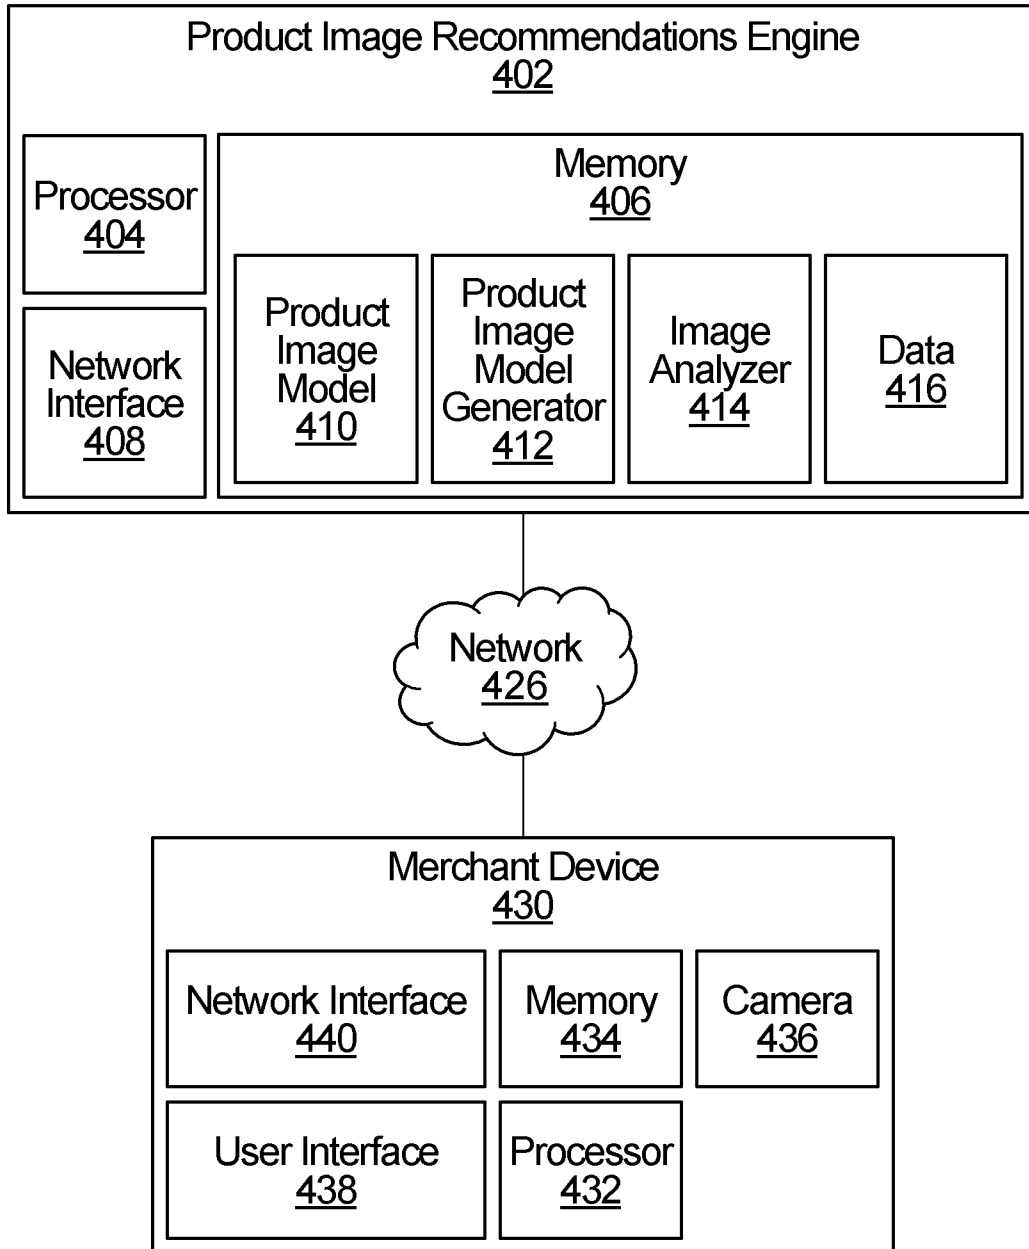 Product Image Recommendations Engine
402
Processor
404
Network
Interface
408
Memory
406
Product
Image
Model
410
Product
Image
Model
Generator
412
Image
Analyzer
414
Data
416
Network
426
Merchant Device
430
Network Interface
440
Memory
434
Camera
436
User Interface
438
Processor
432